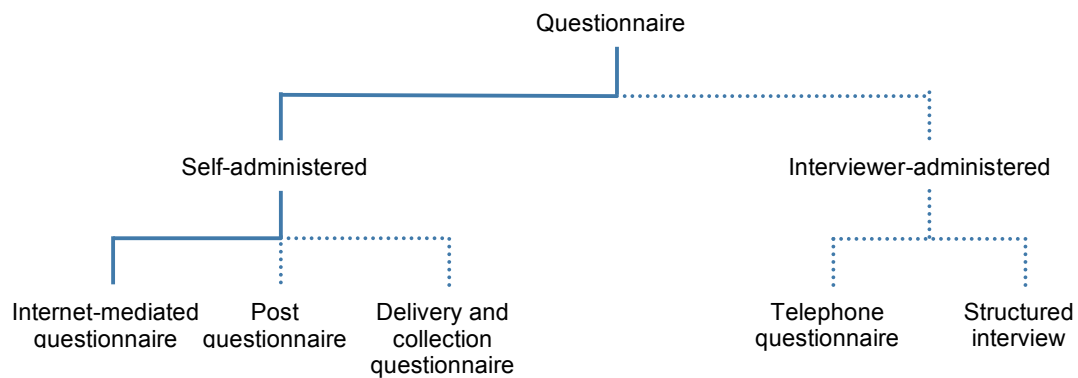 Questionnaire
Self-administered
Interviewer-administered
Internet-mediated
questionnaire
Post
questionnaire
Delivery and
collection
questionnaire
Telephone
questionnaire
Structured
interview